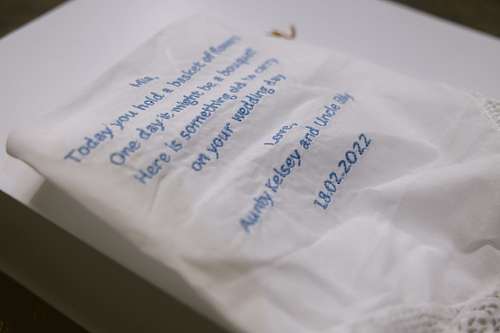 Mia,
Today you hold a basket of flowers
One day it might be a bouquet
Here is something old to carry
on your wedding day
Love,
Aunty Kelsey and Uncle
18.02.2022